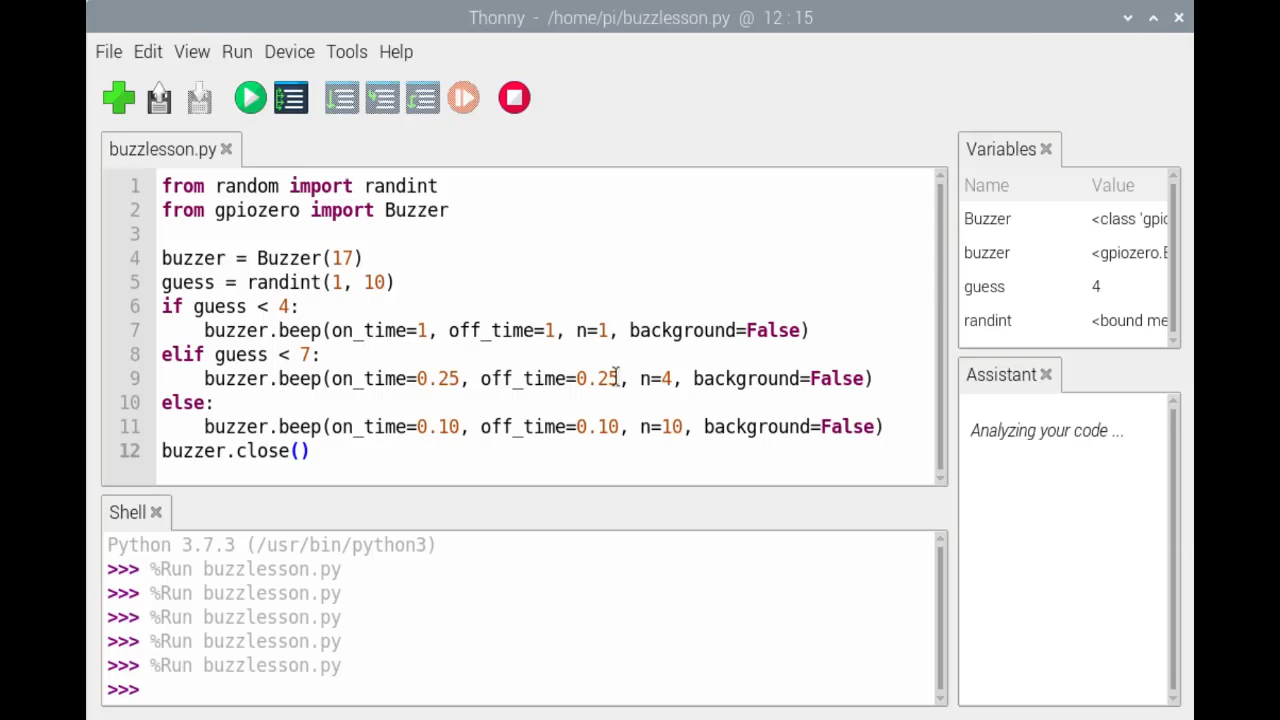 Thonny - /home/pi/buzzlesson.py @ 12 : 15
File Edit View Run Device Tools Help
buzzlesson.py
1 from random import randint
2 from gpiozero import Buzzer
3
4 buzzer = Buzzer(17)
5 guess = randint(1, 10)
6 if guess < 4:
7     buzzer.beep(on_time=1, off_time=1, n=1, background=False)
8 elif guess < 7:
9     buzzer.beep(on_time=0.25, off_time=0.25, n=4, background=False)
10 else:
11     buzzer.beep(on_time=0.10, off_time=0.10, n=10, background=False)
12 buzzer.close()
Shell
Python 3.7.3 (/usr/bin/python3)
>>> %Run buzzlesson.py
>>> %Run buzzlesson.py
>>> %Run buzzlesson.py
>>> %Run buzzlesson.py
>>> %Run buzzlesson.py
>>>
Variables
Name Value
Buzzer <class 'gpio
buzzer <gpiozero.B
guess 4
randint <bound me
Assistant
Analyzing your code ...